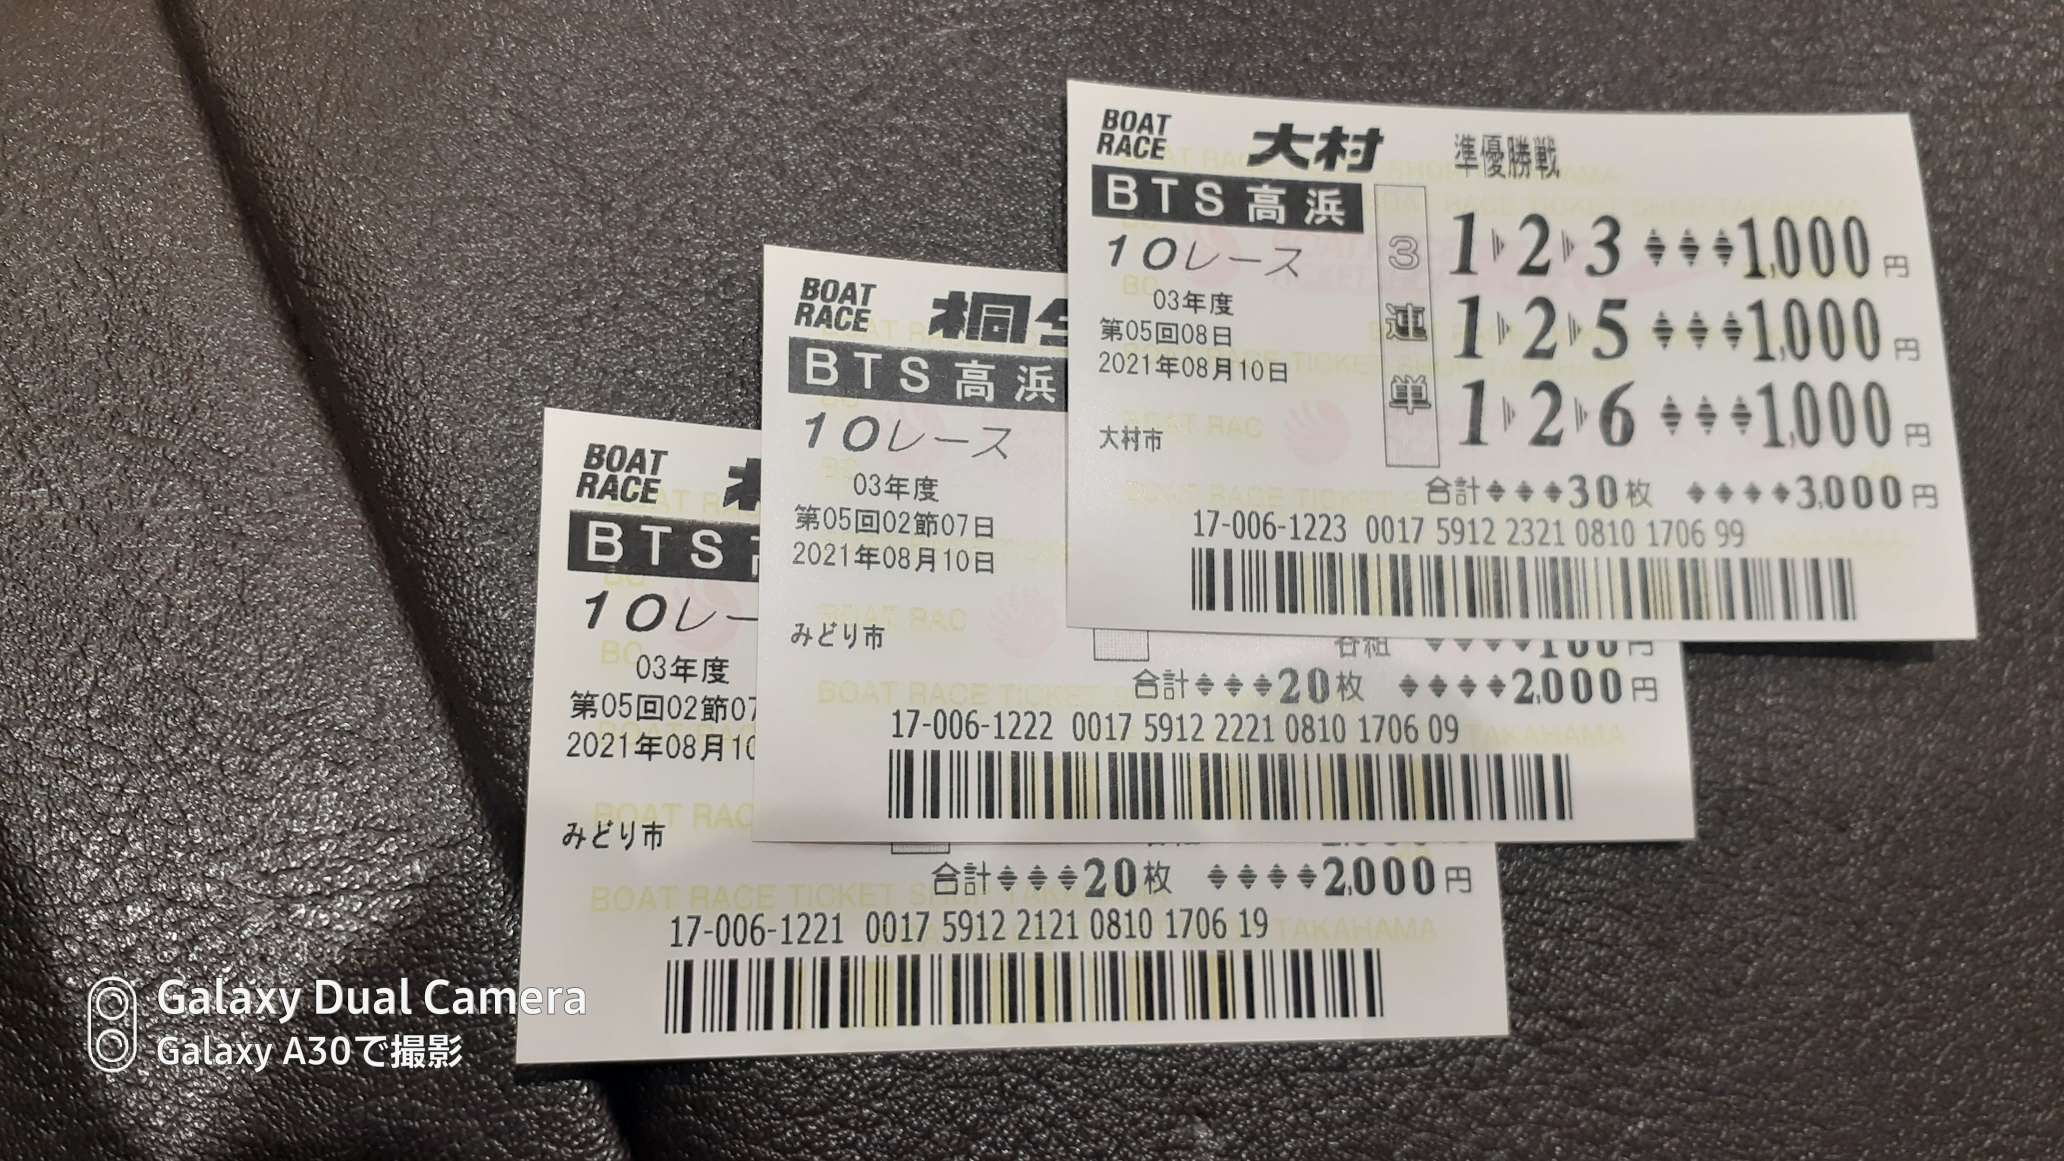 BOAT
RACE
大村
準優勝戦
BTS高浜
10レース
3連単
1 2 3 1,000円
1 2 5 1,000円
1 2 6 1,000円
03年度
第05回08日
2021年08月10日
大村市
合計 30枚 3,000円
17-006-1223 0017 5912 2321 0810 1706 99
BOAT
RACE
桐
BTS高浜
10レース
03年度
第05回02節07日
2021年08月10日
みどり市
各組 100円
合計 20枚 2,000円
17-006-1222 0017 5912 2221 0810 1706 09
BOAT
RACE
BTS
10レー
03年度
第05回02節07
2021年08月10
みどり市
合計 20枚 2,000円
17-006-1221 0017 5912 2121 0810 1706 19
Galaxy Dual Camera
Galaxy A30で撮影